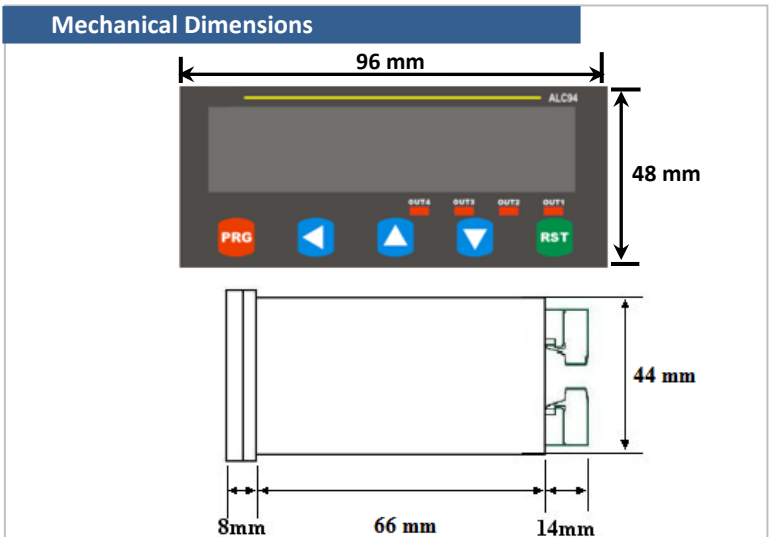 Mechanical Dimensions
96 mm
ALC94
48 mm
OUT4 OUT3 OUT2 OUT1
PRG RST
44 mm
8mm 66 mm 14mm